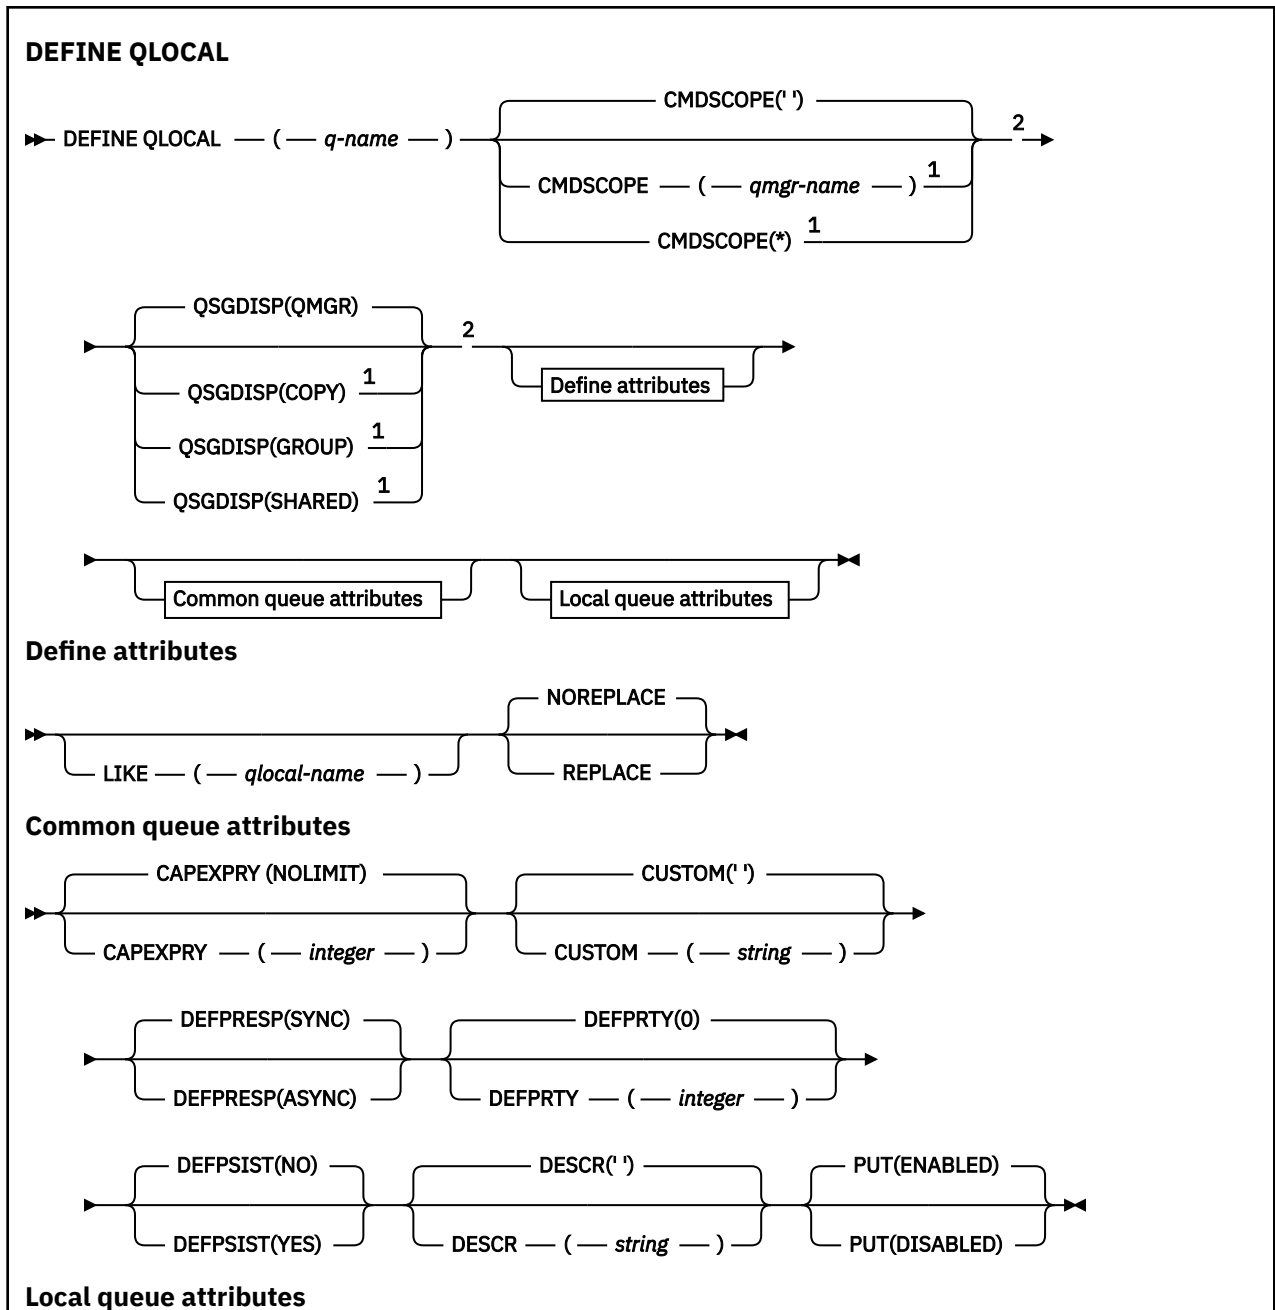 DEFINE QLOCAL
CMDSCOPE(' ')
DEFINE QLOCAL ( q-name ) 2
CMDSCOPE ( qmgr-name ) 1
CMDSCOPE(*) 1
QSGDISP(QMGR)
2
QSGDISP(COPY) 1 Define attributes
QSGDISP(GROUP) 1
QSGDISP(SHARED) 1
Common queue attributes Local queue attributes
Define attributes
NOREPLACE
LIKE ( qlocal-name ) REPLACE
Common queue attributes
CAPEXPRY (NOLIMIT) CUSTOM(' ')
CAPEXPRY ( integer ) CUSTOM ( string )
DEFPRESP(SYNC) DEFPRTY(0)
DEFPRESP(ASYNC) DEFPRTY ( integer )
DEFPSIST(NO) DESCR(' ') PUT(ENABLED)
DEFPSIST(YES) DESCR ( string ) PUT(DISABLED)
Local queue attributes